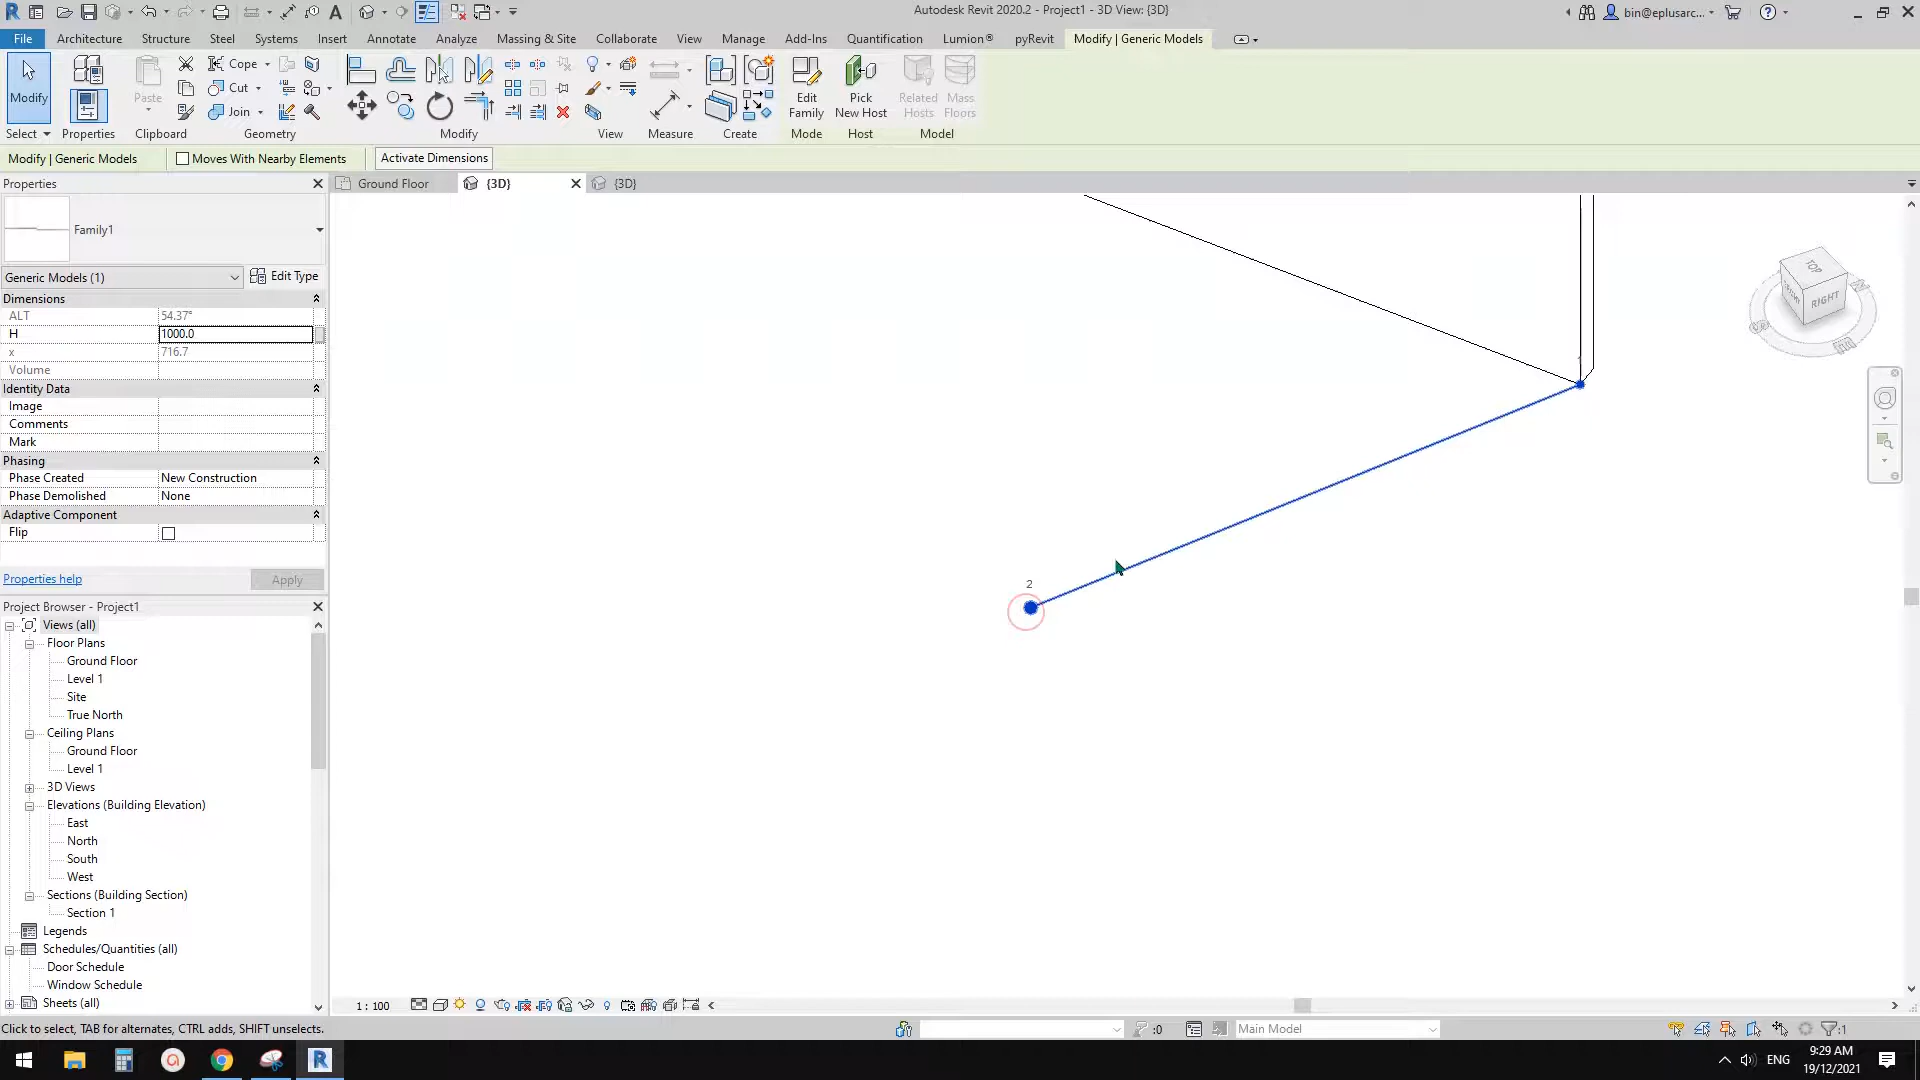 Autodesk Revit 2020.2 - Project1 - 3D View: {3D}
bin@eplusarc...
File Architecture Structure Steel Systems Insert Annotate Analyze Massing & Site Collaborate View Manage Add-Ins Quantification Lumion® pyRevit Modify | Generic Models
Modify
Paste
Cope
Cut
Join
Edit Family
Pick New Host
Related Hosts
Mass Floors
Select Properties Clipboard Geometry Modify View Measure Create Mode Host Model
Modify | Generic Models Moves With Nearby Elements Activate Dimensions
Properties
Ground Floor {3D} {3D}
Family1
Generic Models (1) Edit Type
Dimensions
ALT 54.37°
H 1000.0
x 716.7
Volume
Identity Data
Image
Comments
Mark
Phasing
Phase Created New Construction
Phase Demolished None
Adaptive Component
Flip
Properties help Apply
Project Browser - Project1
Views (all)
Floor Plans
Ground Floor
Level 1
Site
True North
Ceiling Plans
Ground Floor
Level 1
3D Views
Elevations (Building Elevation)
East
North
South
West
Sections (Building Section)
Section 1
Legends
Schedules/Quantities (all)
Door Schedule
Window Schedule
Sheets (all)
2
TOP
RIGHT
1 : 100
Click to select, TAB for alternates, CTRL adds, SHIFT unselects.
:0
Main Model
:1
ENG
9:29 AM
19/12/2021